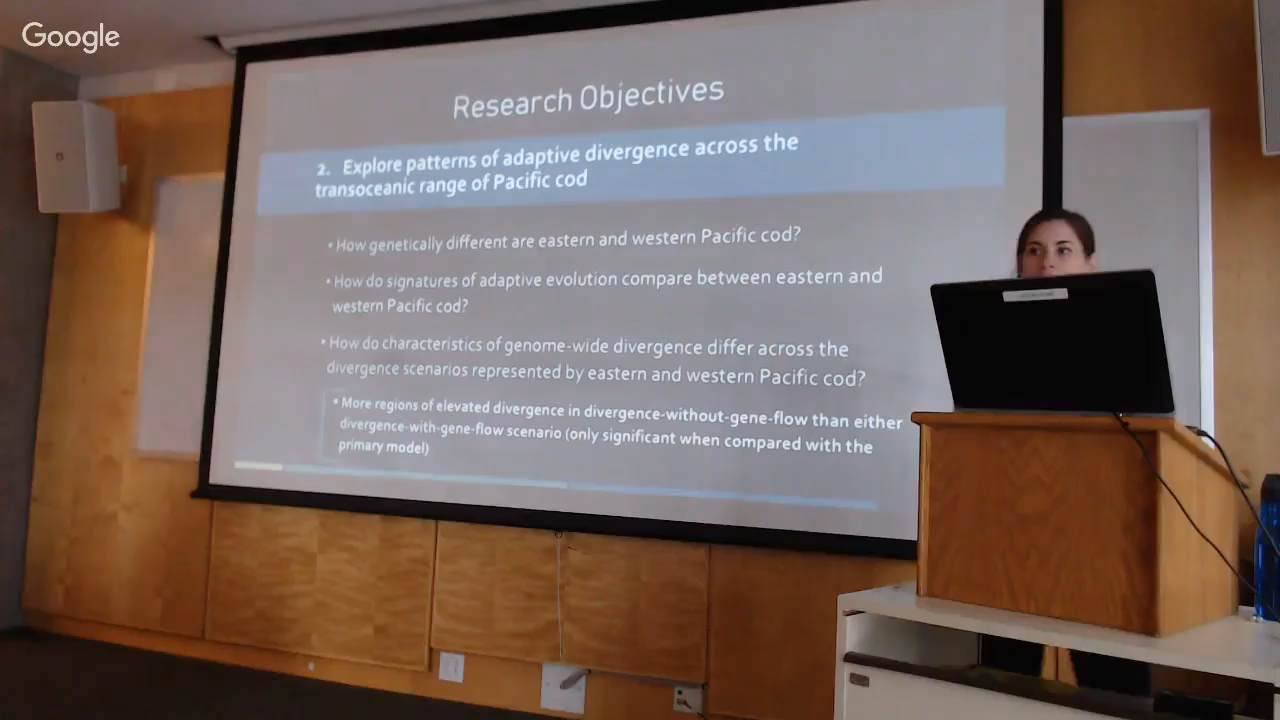 Google
Research Objectives
2. Explore patterns of adaptive divergence across the
transoceanic range of Pacific cod
• How genetically different are eastern and western Pacific cod?
• How do signatures of adaptive evolution compare between eastern and
western Pacific cod?
• How do characteristics of genome-wide divergence differ across the
divergence scenarios represented by eastern and western Pacific cod?
• More regions of elevated divergence in divergence-without-gene-flow than either
divergence-with-gene-flow scenario (only significant when compared with the
primary model)